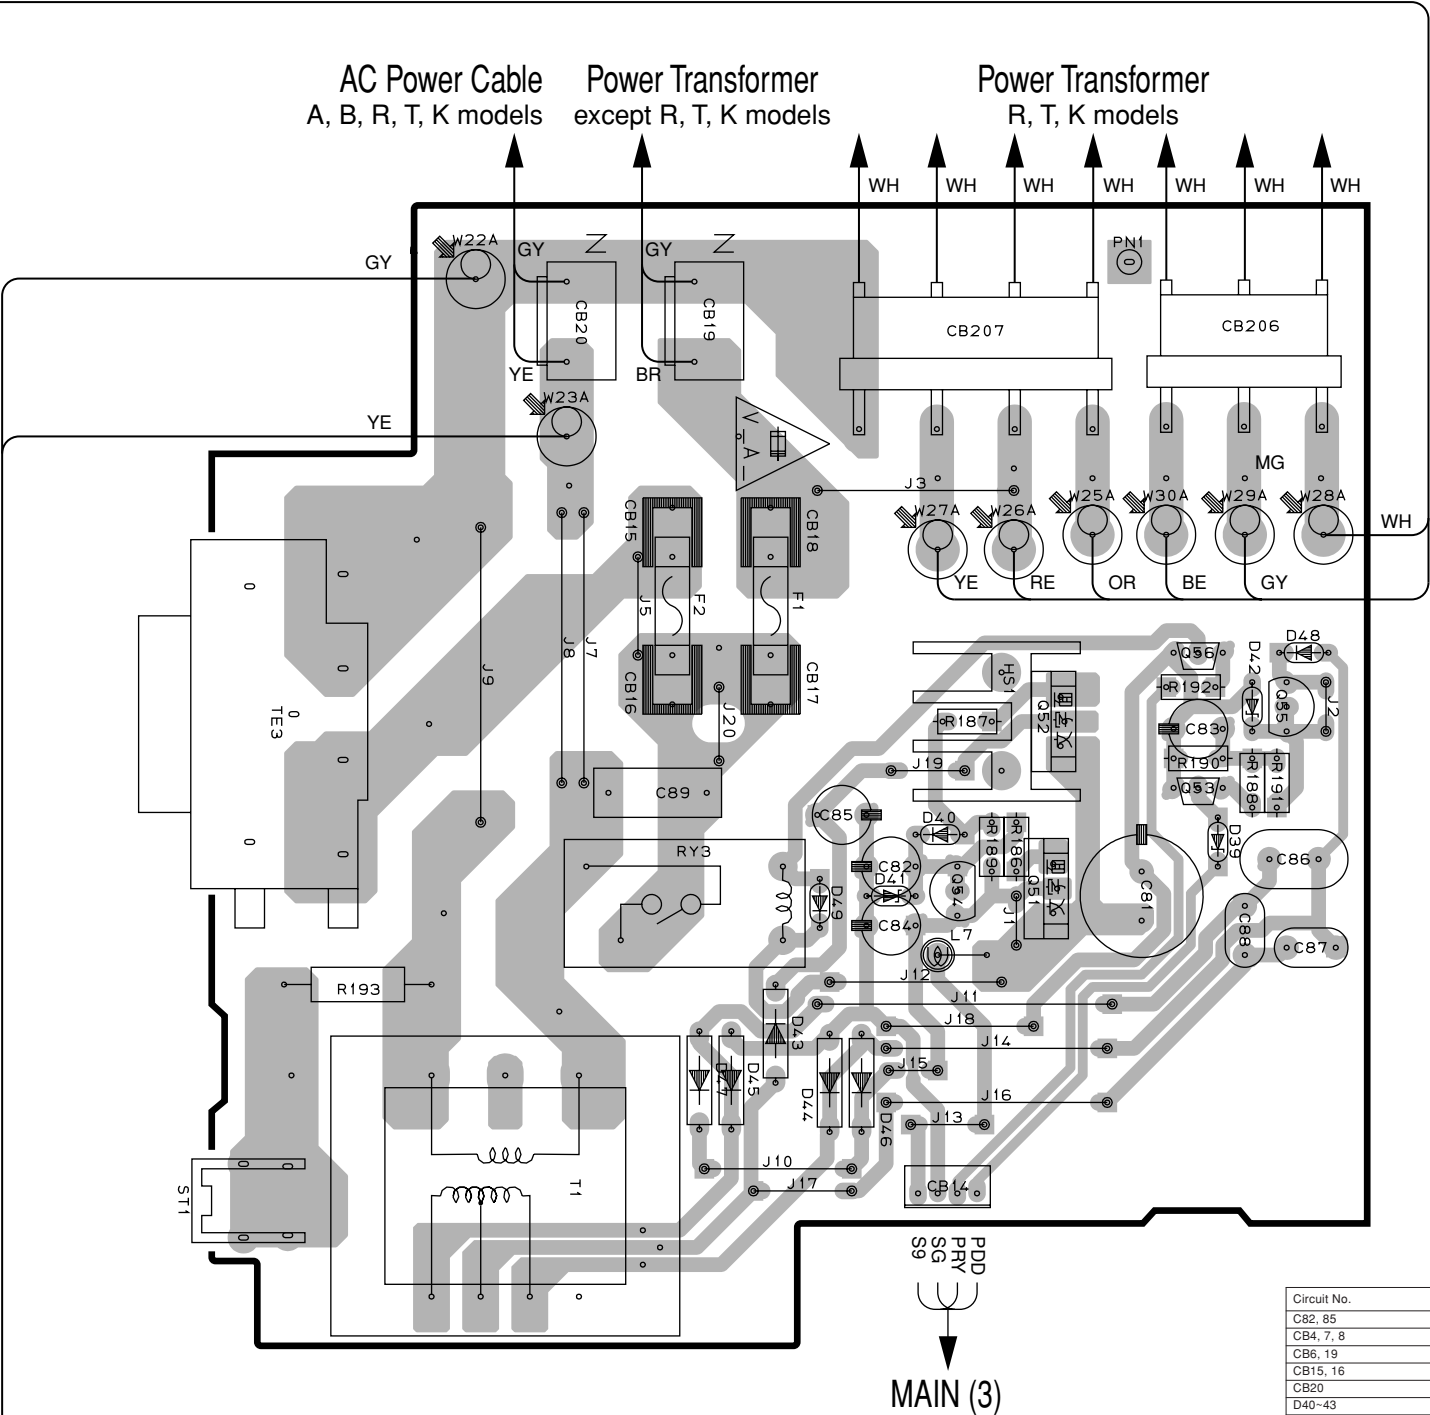 AC Power Cable
A, B, R, T, K models
Power Transformer
except R, T, K models
Power Transformer
R, T, K models
WH WH WH WH WH WH WH
W22A
GY
GY
GY
PN1
CB20
CB19
CB207
CB206
YE
BR
W23A
YE
V_A_
MG
J3
W27A W26A W25A W30A W29A W28A
WH
CB15
CB18
YE RE OR BE GY
J5
F2
F1
J8
J7
J9
TE3
CB16
CB17
J20
HS1
Q52
R187
J19
Q56
R192
D42
Q55
D48
J2
C83
R190
Q53
R188
R191
D39
C89
C85
D40
R189
R186
RY3
C82
D41
C84
Q54
Q51
J1
D49
L7
C81
C86
C88
C87
R193
J12
J11
J18
J14
J15
J16
J13
D43
D47
D45
D44
D46
J10
J17
CB14
T1
ST1
S9
SG
PRY
PDD
MAIN (3)
Circuit No.
C82, 85
CB4, 7, 8
CB6, 19
CB15, 16
CB20
D40~43